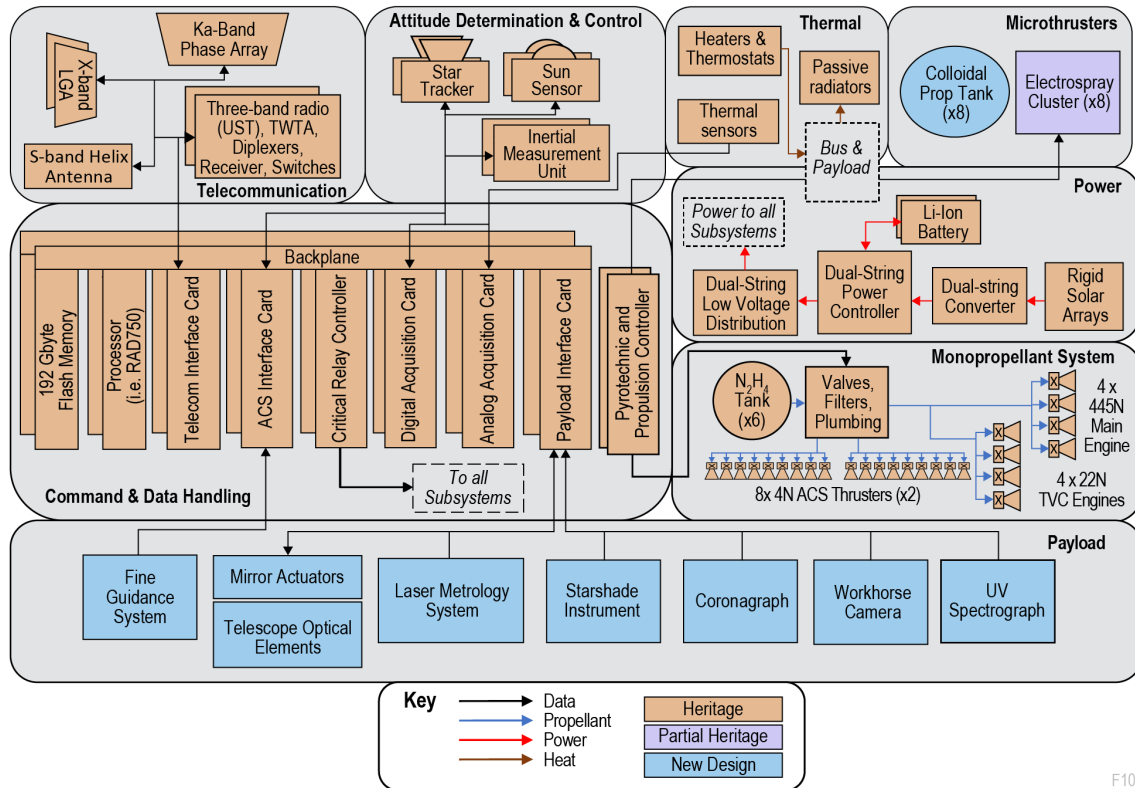 Ka-Band
Phase Array
X-band
LGA
Three-band radio
(UST), TWTA,
Diplexers,
Receiver, Switches
S-band Helix
Antenna
Telecommunication
Attitude Determination & Control
Star
Tracker
Sun
Sensor
Inertial
Measurement
Unit
Thermal
Heaters &
Thermostats
Passive
radiators
Thermal
sensors
Bus &
Payload
Microthrusters
Colloidal
Prop Tank
(x8)
Electrospray
Cluster (x8)
Power
Power to all
Subsystems
Li-Ion
Battery
Dual-String
Low Voltage
Distribution
Dual-String
Power
Controller
Dual-string
Converter
Rigid
Solar
Arrays
Backplane
192 Gbyte
Flash Memory
Processor
(i.e. RAD750)
Telecom Interface Card
ACS Interface Card
Critical Relay Controller
Digital Acquisition Card
Analog Acquisition Card
Payload Interface Card
Pyrotechnic and
Propulsion Controller
To all
Subsystems
Command & Data Handling
Monopropellant System
N2H4
Tank
(x6)
Valves,
Filters,
Plumbing
4 x
445N
Main
Engine
8x 4N ACS Thrusters (x2)
4 x 22N
TVC Engines
Payload
Fine
Guidance
System
Mirror Actuators
Telescope Optical
Elements
Laser Metrology
System
Starshade
Instrument
Coronagraph
Workhorse
Camera
UV
Spectrograph
Key
Data
Propellant
Power
Heat
Heritage
Partial Heritage
New Design
F10